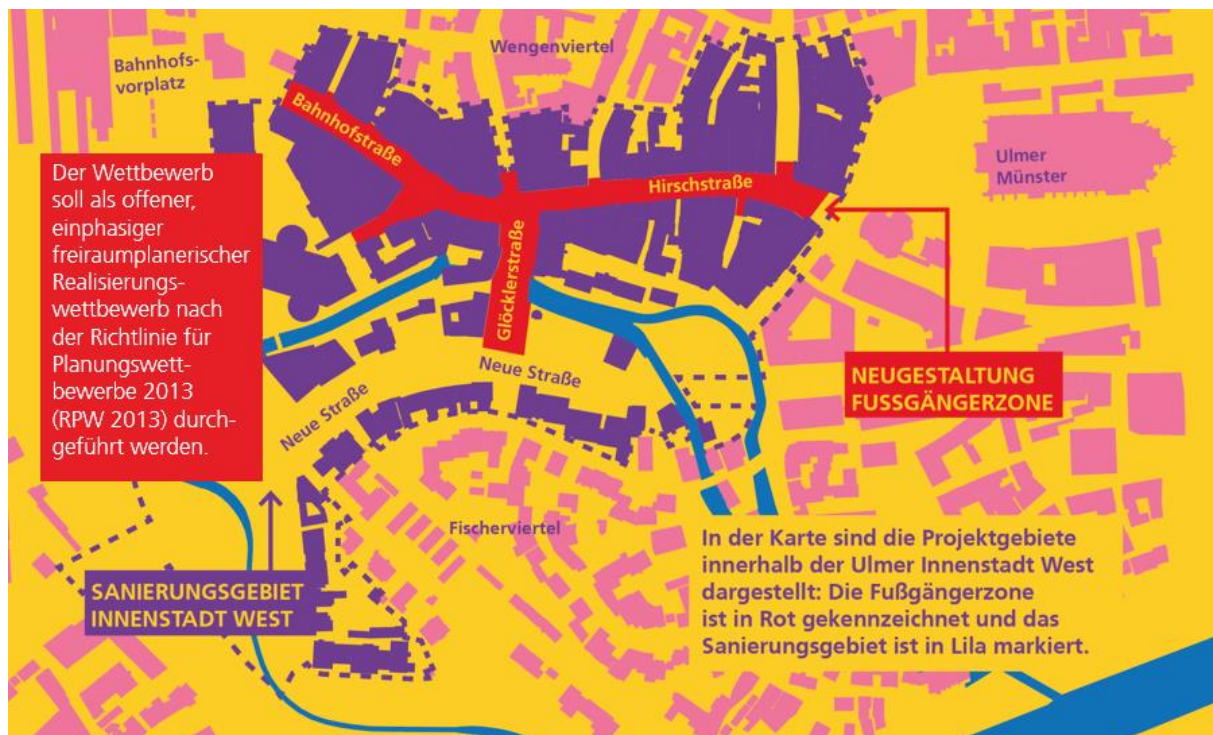 Bahnhofs-
vorplatz
Wengenviertel
Bahnhofstraße
Hirschstraße
Ulmer
Münster
Glöcklerstraße
Der Wettbewerb
soll als offener,
einphasiger
freiraumplanerischer
Realisierungs-
wettbewerb nach
der Richtlinie für
Planungswett-
bewerbe 2013
(RPW 2013) durch-
geführt werden.
Neue Straße
Neue Straße
NEUGESTALTUNG
FUSSGÄNGERZONE
Fischerviertel
SANIERUNGSGEBIET
INNENSTADT WEST
In der Karte sind die Projektgebiete
innerhalb der Ulmer Innenstadt West
dargestellt: Die Fußgängerzone
ist in Rot gekennzeichnet und das
Sanierungsgebiet ist in Lila markiert.